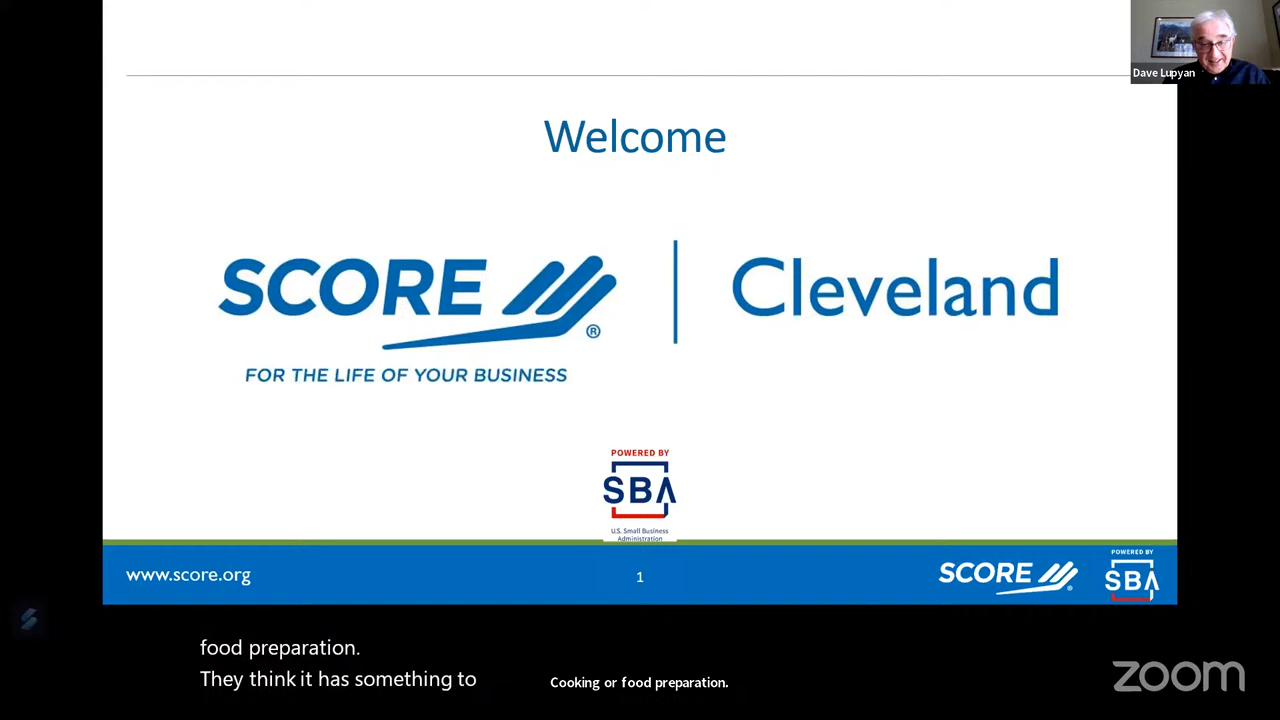 Dave Lupyan
Welcome
SCORE
®
FOR THE LIFE OF YOUR BUSINESS
Cleveland
POWERED BY
SBA
U.S. Small Business
Administration
www.score.org
1
SCORE
®
POWERED BY
SBA
food preparation.
They think it has something to
Cooking or food preparation.
zoom